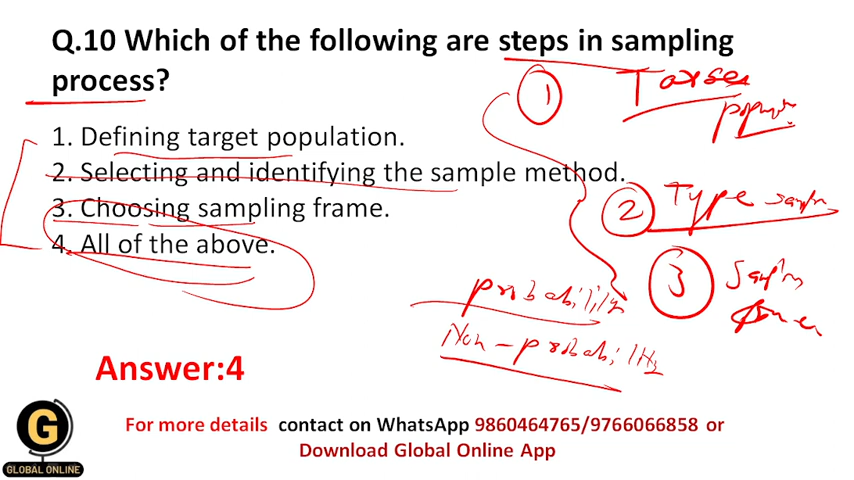 Q.10 Which of the following are steps in sampling
process?
1. Defining target population.
2. Selecting and identifying the sample method.
3. Choosing sampling frame.
4. All of the above.
1
2 Type
3
probability
Non-probability
Answer:4
G
GLOBAL ONLINE
For more details contact on WhatsApp 9860464765/9766066858 or
Download Global Online App